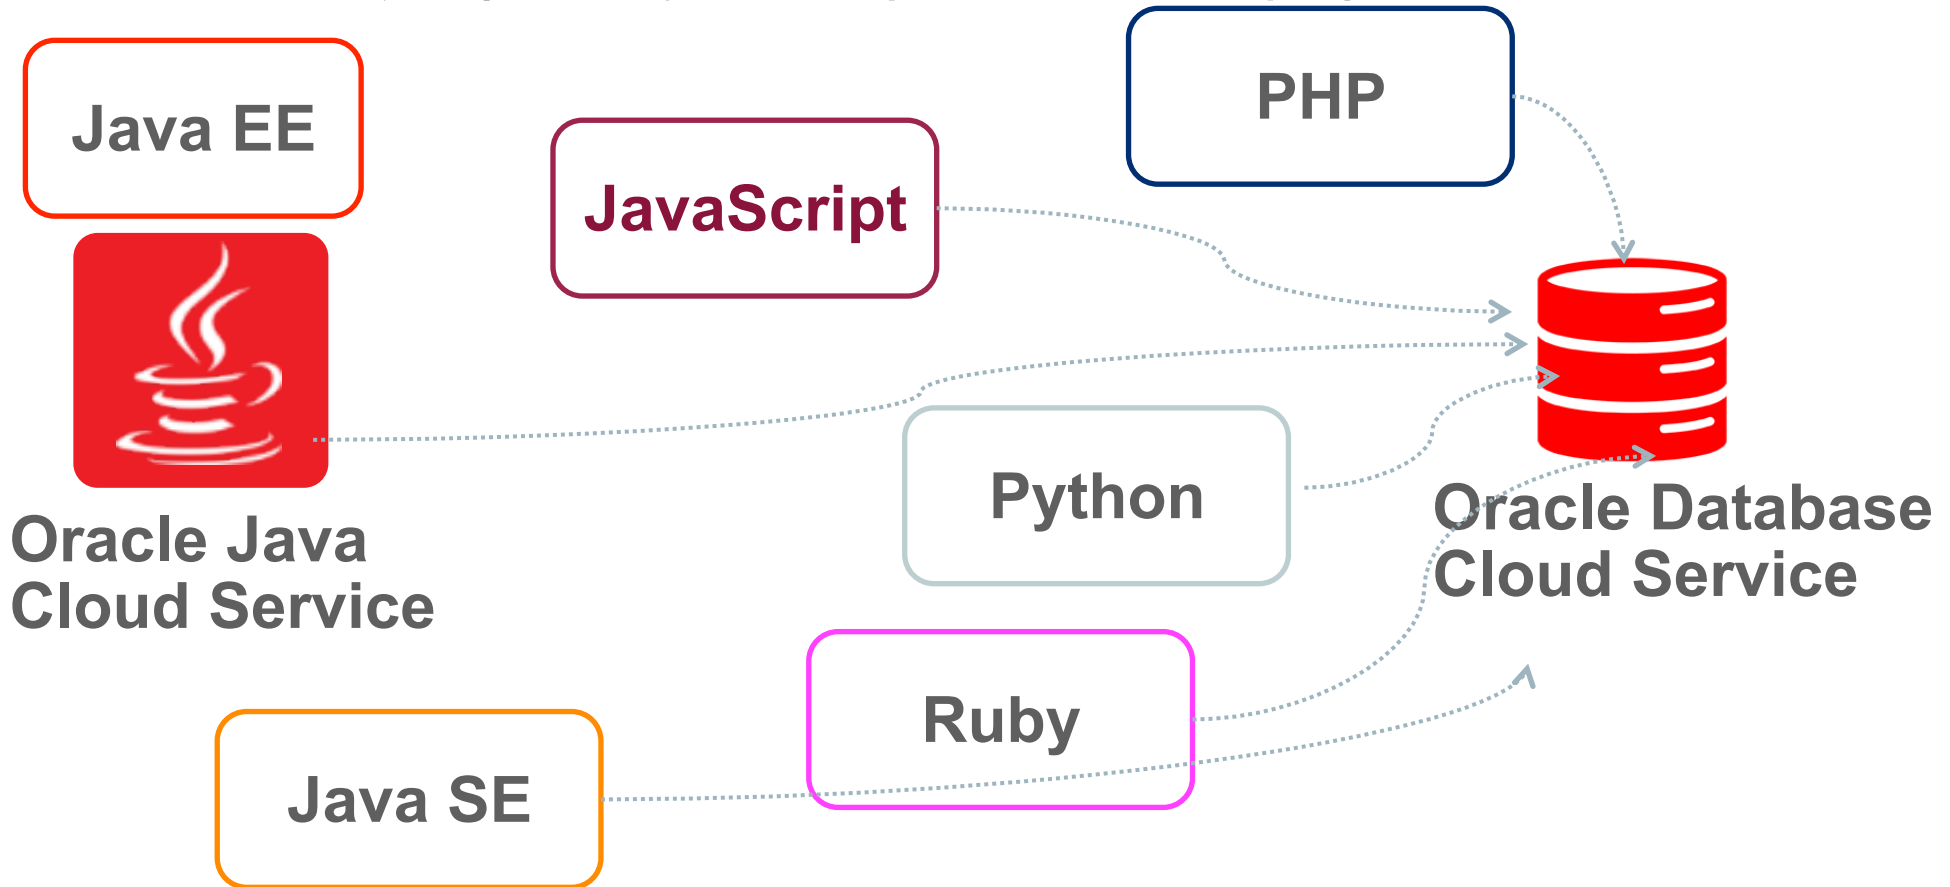 PHP
Java EE
JavaScript
Python
Oracle Database
Cloud Service
Oracle Java
Cloud Service
Ruby
Java SE